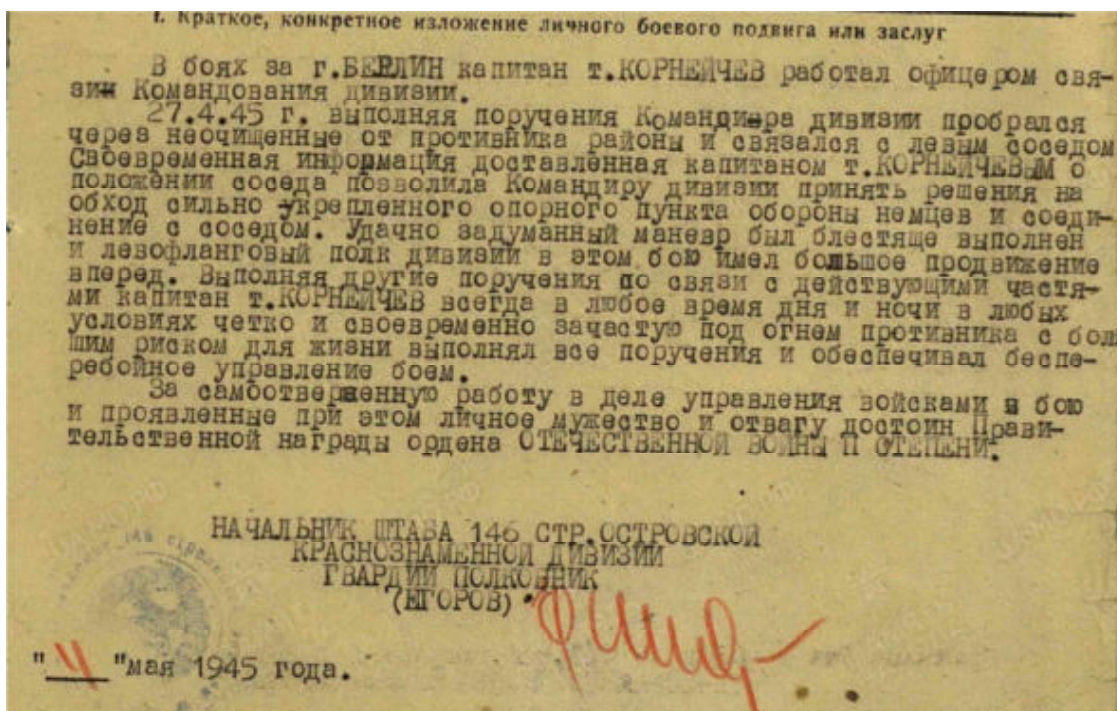 I. Краткое, конкретное изложение личного боевого подвига или заслуг
В боях за г.БЕРЛИН капитан т.КОРНЕЙЧЕВ работал офицером свя-
зи Командования дивизии.
27.4.45 г. выполняя поручения Командира дивизии пробрался
через неочищенные от противника районы и связался с левым соседом
Своевременная информация доставленная капитаном т.КОРНЕЙЧЕВЫМ о
положении соседа позволила Командиру дивизии принять решения на
обход сильно укрепленного опорного пункта обороны немцев и соеди-
нение с соседом. Удачно задуманный маневр был блестяще выполнен
и левофланговый полк дивизии в этом бою имел большое продвижение
вперед. Выполняя другие поручения по связи с действующими частя-
ми капитан т.КОРНЕЙЧЕВ всегда в любое время дня и ночи в любых
условиях четко и своевременно зачастую под огнем противника с бол
шим риском для жизни выполнял все поручения и обеспечивал беспе-
ребойное управление боем.
За самоотверженную работу в деле управления войсками в бою
и проявленные при этом личное мужество и отвагу достоин Прави-
тельственной награды ордена ОТЕЧЕСТВЕННОЙ ВОЙНЫ П СТЕПЕНИ.
НАЧАЛЬНИК ШТАБА 146 СТР.ОСТРОВСКОЙ
КРАСНОЗНАМЕННОЙ ДИВИЗИИ
ГВАРДИИ ПОЛКОВНИК
(ЕГОРОВ)
" "мая 1945 года.